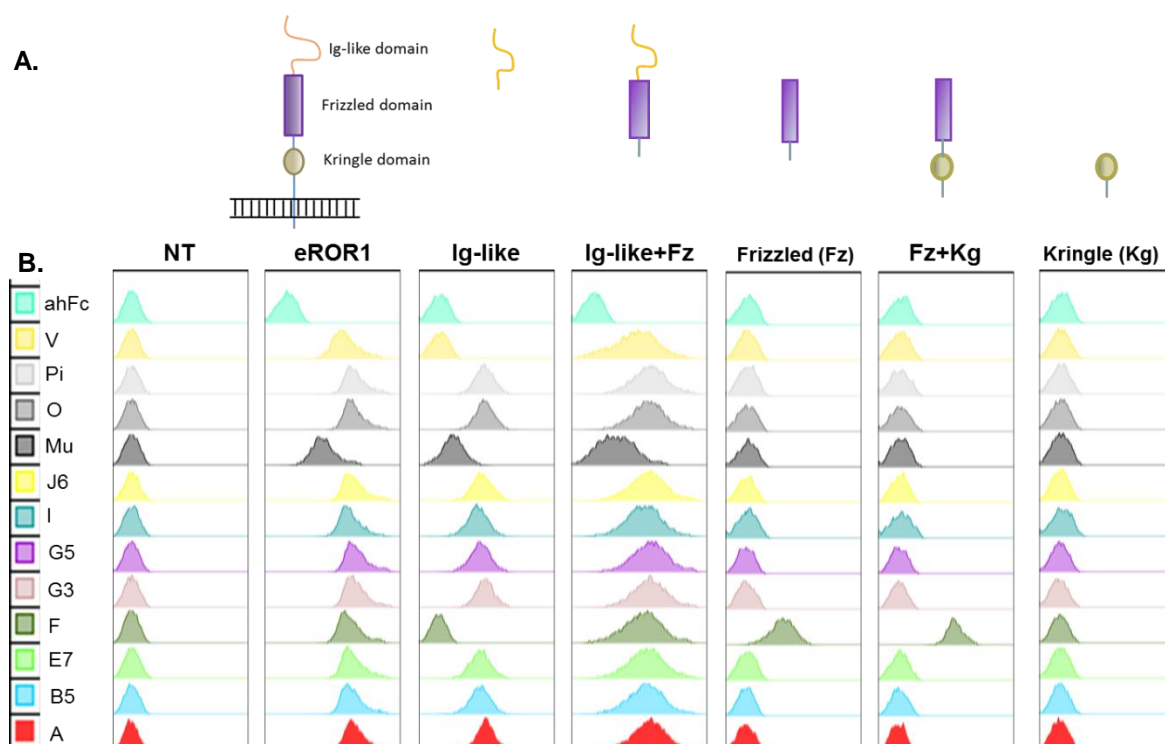 A.
Ig-like domain
Frizzled domain
Kringle domain
B.
NT eROR1 Ig-like Ig-like+Fz Frizzled (Fz) Fz+Kg Kringle (Kg)
ahFc
V
Pi
O
Mu
J6
I
G5
G3
F
E7
B5
A